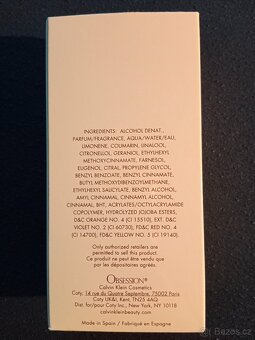 INGREDIENTS: ALCOHOL DENAT.,
PARFUM/FRAGRANCE, AQUA/WATER/EAU,
LIMONENE, COUMARIN, LINALOOL,
CITRONELLOL, GERANIOL, ETHYLHEXYL
METHOXYCINNAMATE, FARNESOL,
EUGENOL, CITRAL, PROPYLENE GLYCOL,
BENZYL BENZOATE, BENZYL CINNAMATE,
BUTYL METHOXYDIBENZOYLMETHANE,
ETHYLHEXYL SALICYLATE, BENZYL ALCOHOL,
AMYL CINNAMAL, CINNAMYL ALCOHOL,
CINNAMAL, BHT, ACRYLATES/OCTYLACRYLAMIDE
COPOLYMER, HYDROLYZED JOJOBA ESTERS,
D&C ORANGE NO. 4 (CI 15510), EXT. D&C
VIOLET NO. 2 (CI 60730), FD&C RED NO. 4
(CI 14700), FD&C YELLOW NO. 5 (CI 19140).
Only authorized retailers are
permitted to sell this product.
Ce produit ne peut être vendu que
par les dépositaires agréés.
OBSESSION®
Calvin Klein Cosmetics
Coty, 14 rue du Quatre Septembre, 75002 Paris
Coty UK&I, Kent, TN25 4AQ
Dist. for/pour Coty Inc., New York, NY 10118
calvinkleinbeauty.com
Made in Spain / Fabriqué en Espagne